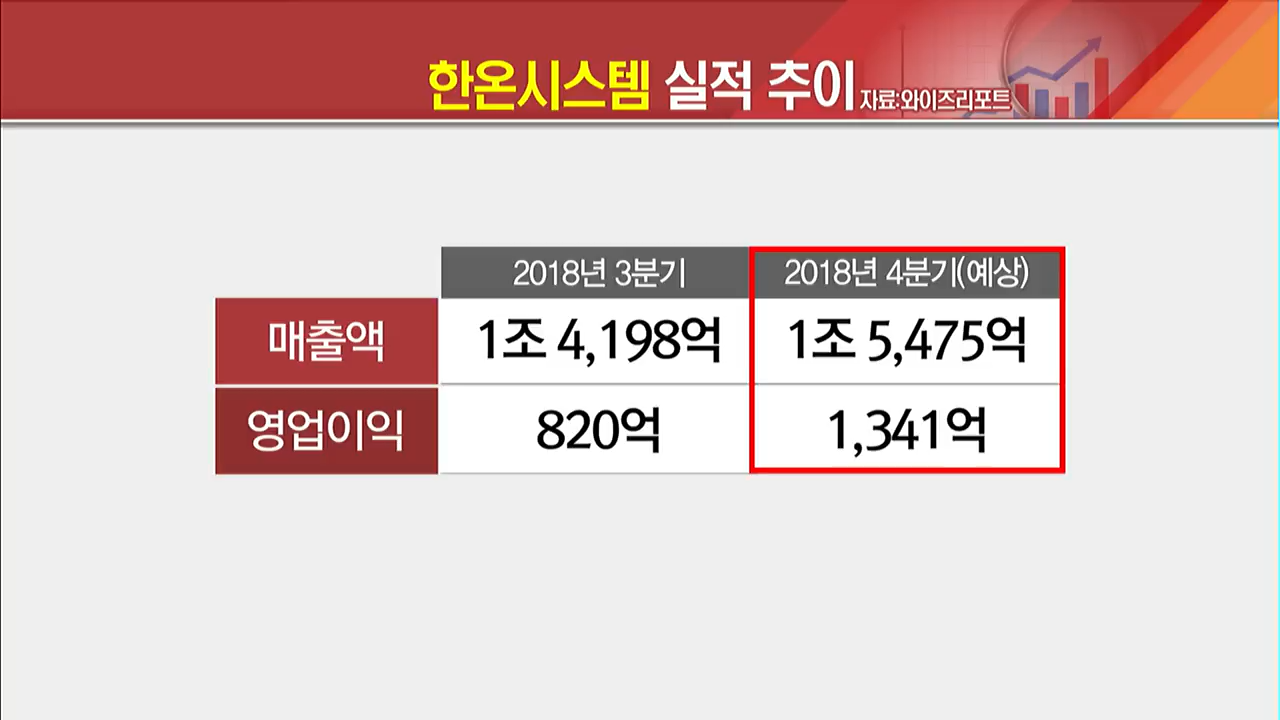 한온시스템 실적 추이 자료:와이즈리포트
2018년 3분기 2018년 4분기(예상)
매출액 1조 4,198억 1조 5,475억
영업이익 820억 1,341억